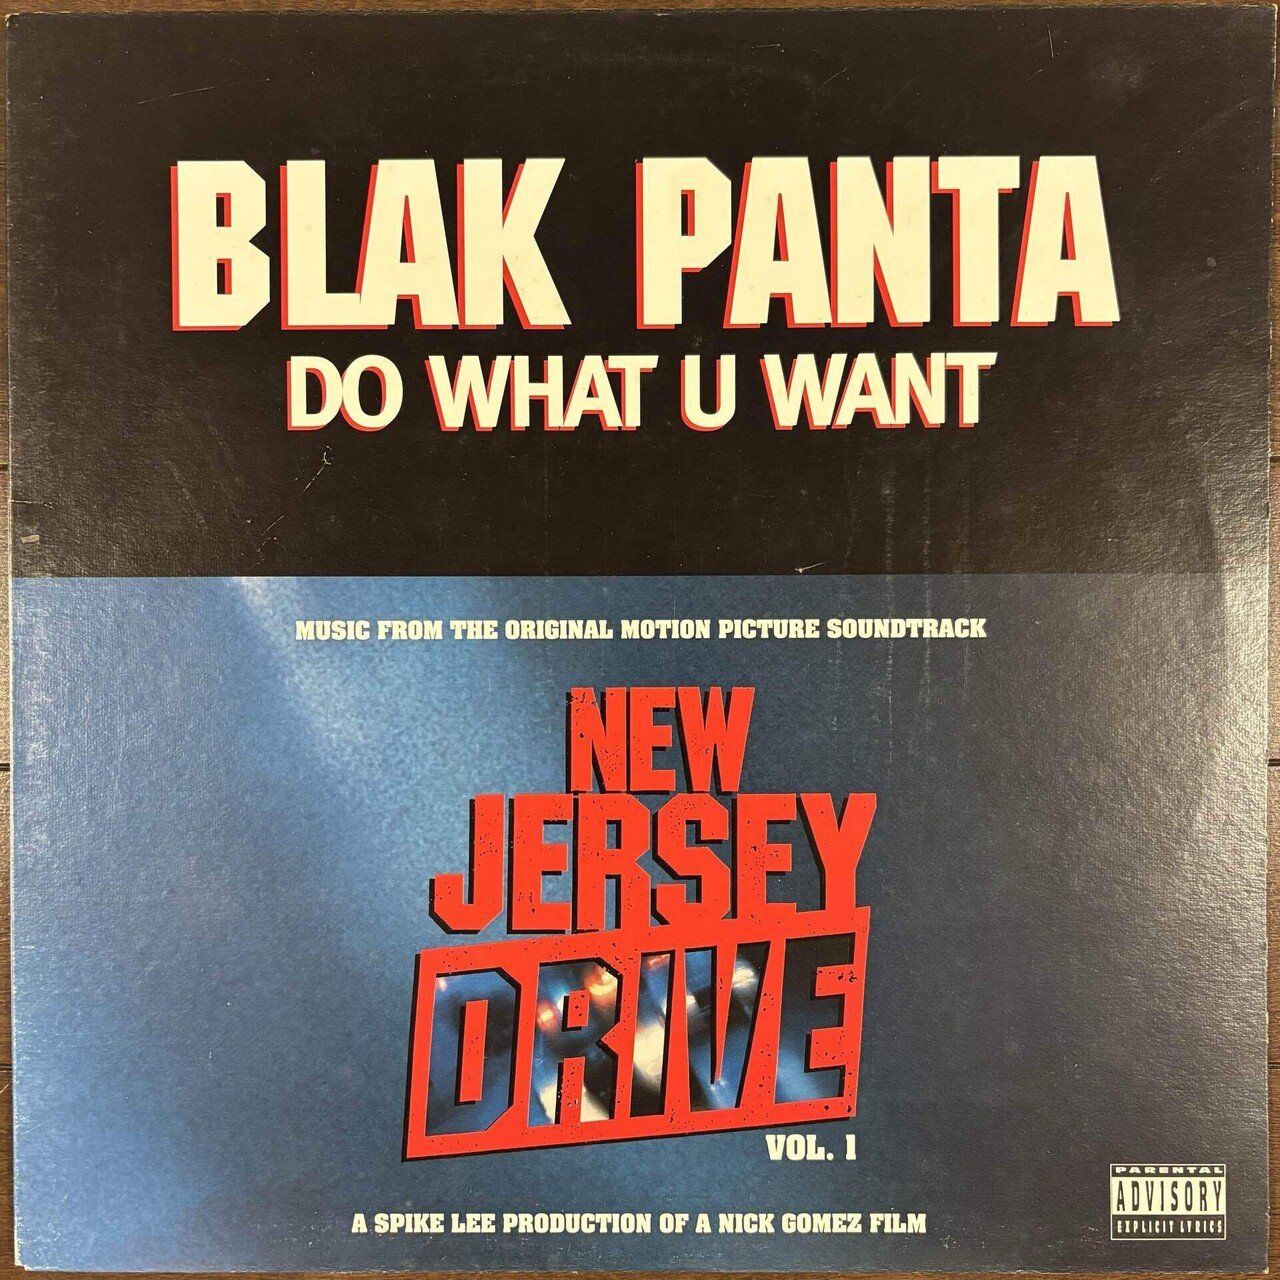 BLAK PANTA
DO WHAT U WANT
MUSIC FROM THE ORIGINAL MOTION PICTURE SOUNDTRACK
NEW
JERSEY
DRIVE
VOL. 1
A SPIKE LEE PRODUCTION OF A NICK GOMEZ FILM
PARENTAL
ADVISORY
EXPLICIT LYRICS